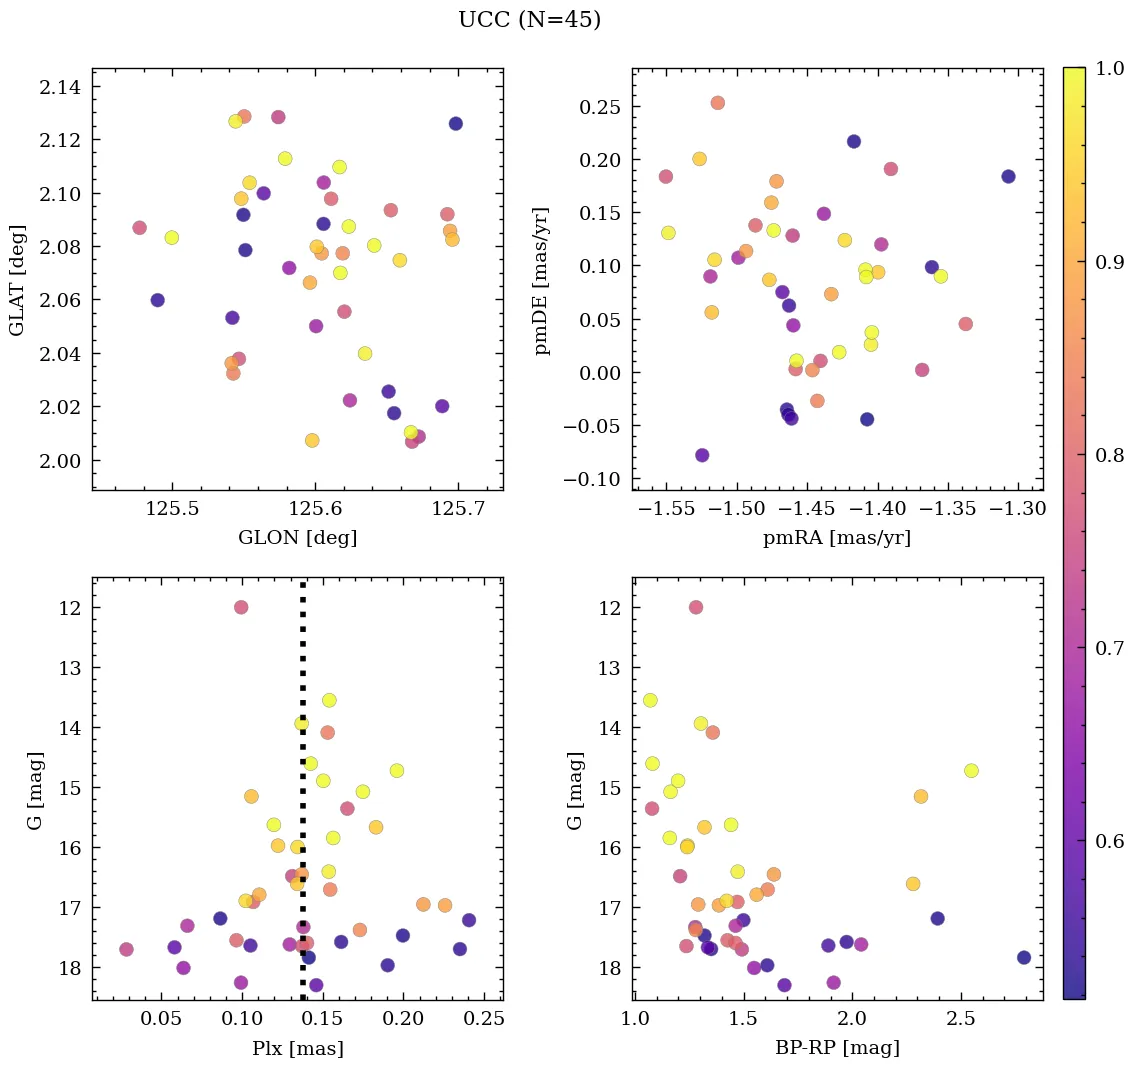 UCC (N=45)
2.14
2.12
2.10
2.08
2.06
2.04
2.02
2.00
GLAT [deg]
125.5 125.6 125.7
GLON [deg]
0.25
0.20
0.15
0.10
0.05
0.00
−0.05
−0.10
pmDE [mas/yr]
−1.55 −1.50 −1.45 −1.40 −1.35 −1.30
pmRA [mas/yr]
12
13
14
15
16
17
18
G [mag]
0.05 0.10 0.15 0.20 0.25
Plx [mas]
12
13
14
15
16
17
18
G [mag]
1.0 1.5 2.0 2.5
BP-RP [mag]
1.0
0.9
0.8
0.7
0.6